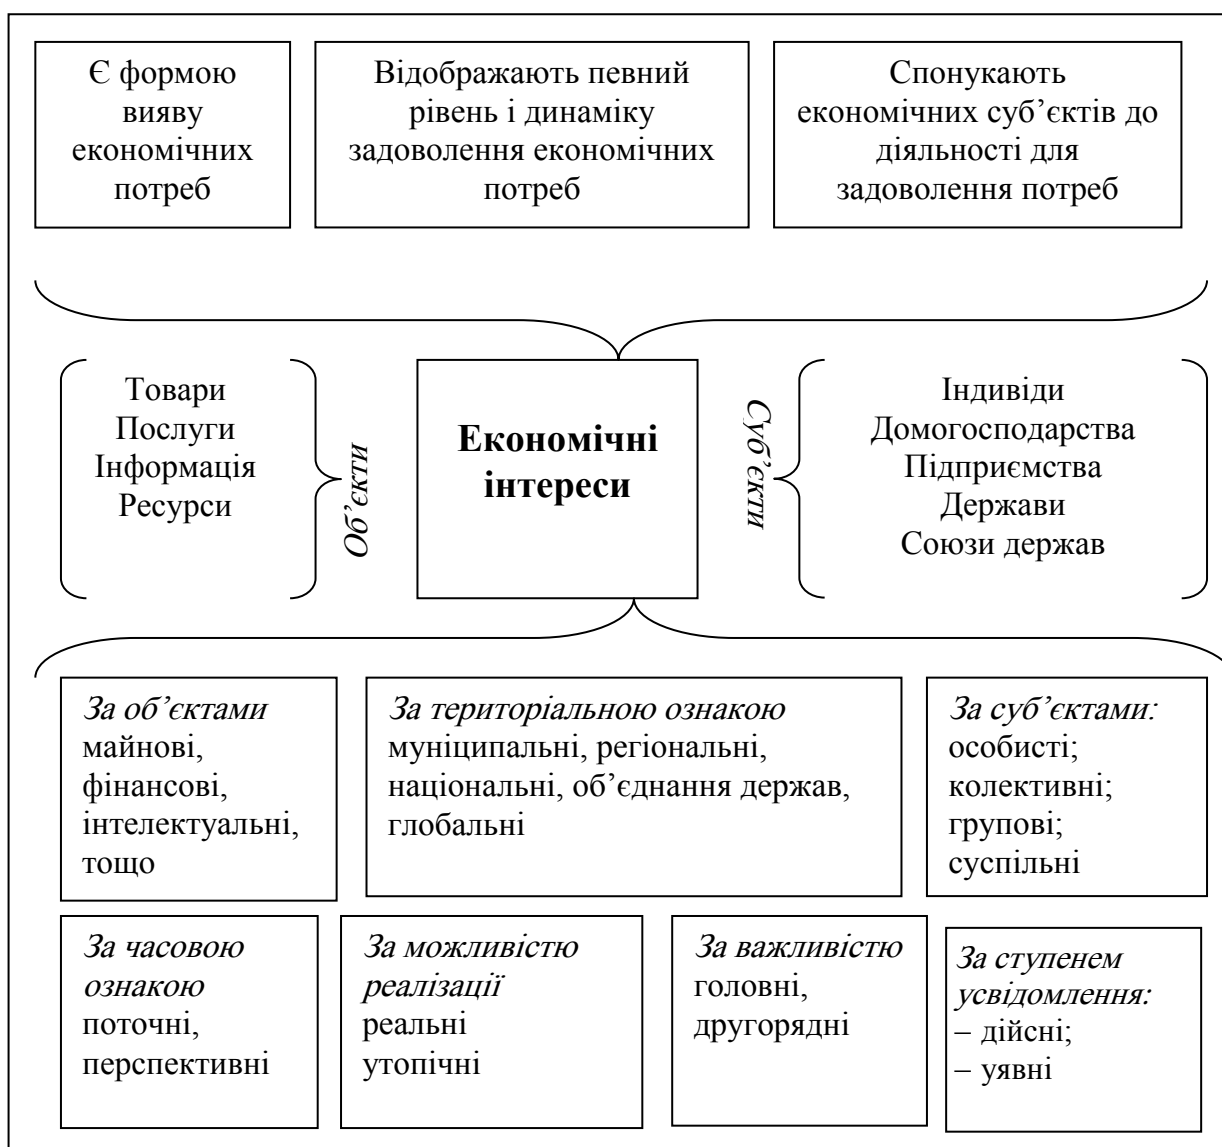 Є формою
вияву
економічних
потреб
Відображають певний
рівень і динаміку
задоволення економічних
потреб
Спонукають
економічних суб’єктів до
діяльності для
задоволення потреб
Товари
Послуги
Інформація
Ресурси
Об’єкти
Економічні
інтереси
Суб’єкти
Індивіди
Домогосподарства
Підприємства
Держави
Союзи держав
За об’єктами
майнові,
фінансові,
інтелектуальні,
тощо
За територіальною ознакою
муніципальні, регіональні,
національні, об’єднання держав,
глобальні
За суб’єктами:
особисті;
колективні;
групові;
суспільні
За часовою
ознакою
поточні,
перспективні
За можливістю
реалізації
реальні
утопічні
За важливістю
головні,
другорядні
За ступенем
усвідомлення:
– дійсні;
– уявні